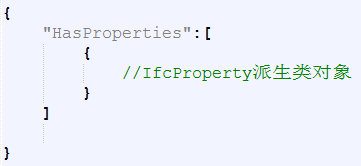 {
"HasProperties":[
{
//IfcProperty派生类对象
}
]
}